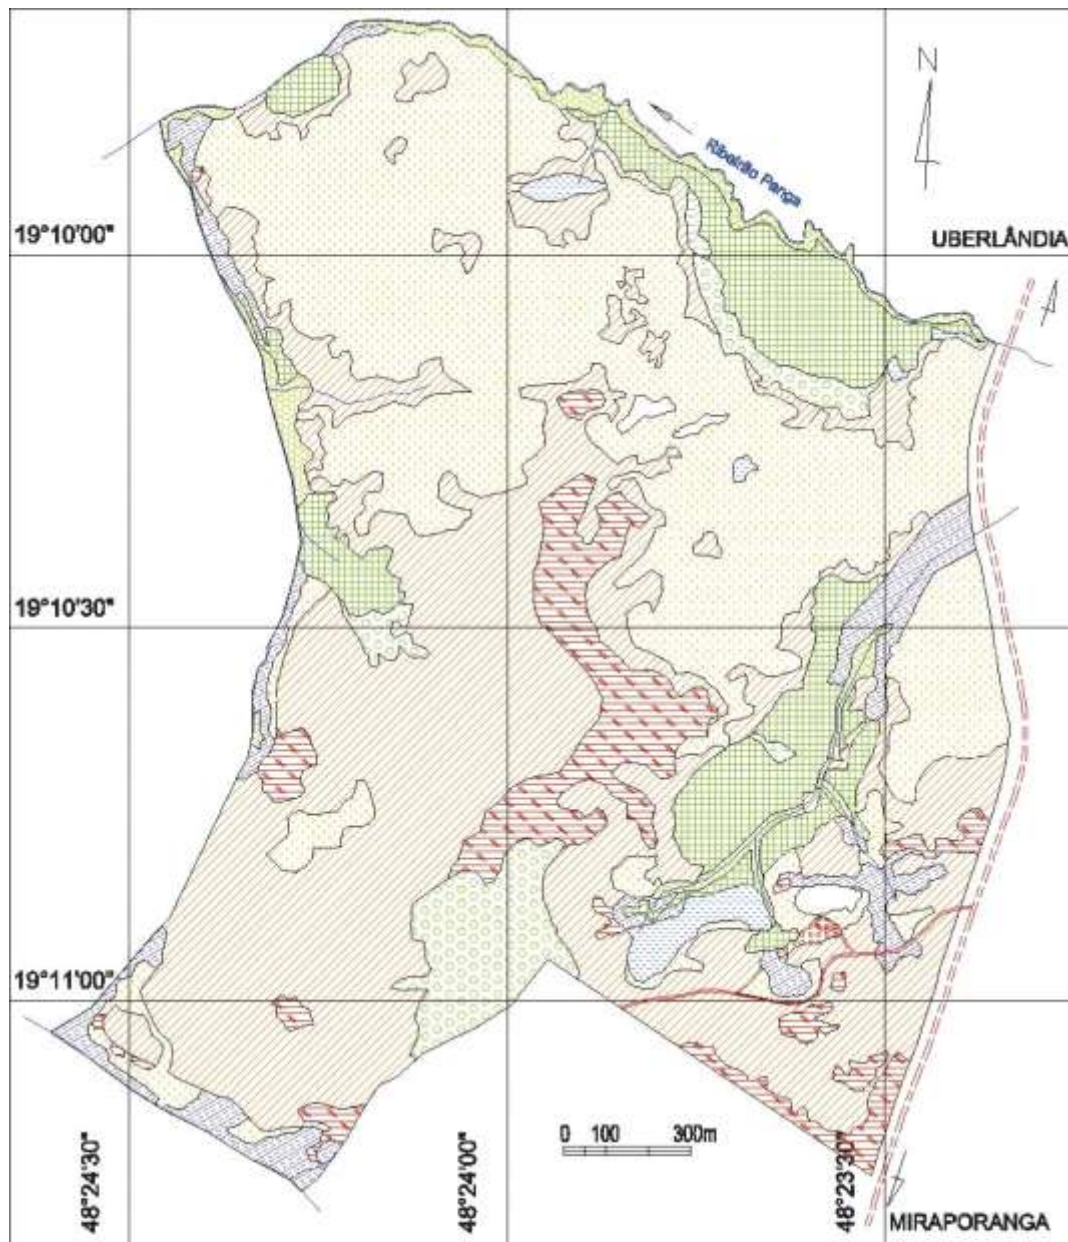 N
Ribeirão Panga
19°10'00"
UBERLÂNDIA
19°10'30"
19°11'00"
0 100 300m
48°24'30"
48°24'00"
48°23'30"
MIRAPORANGA